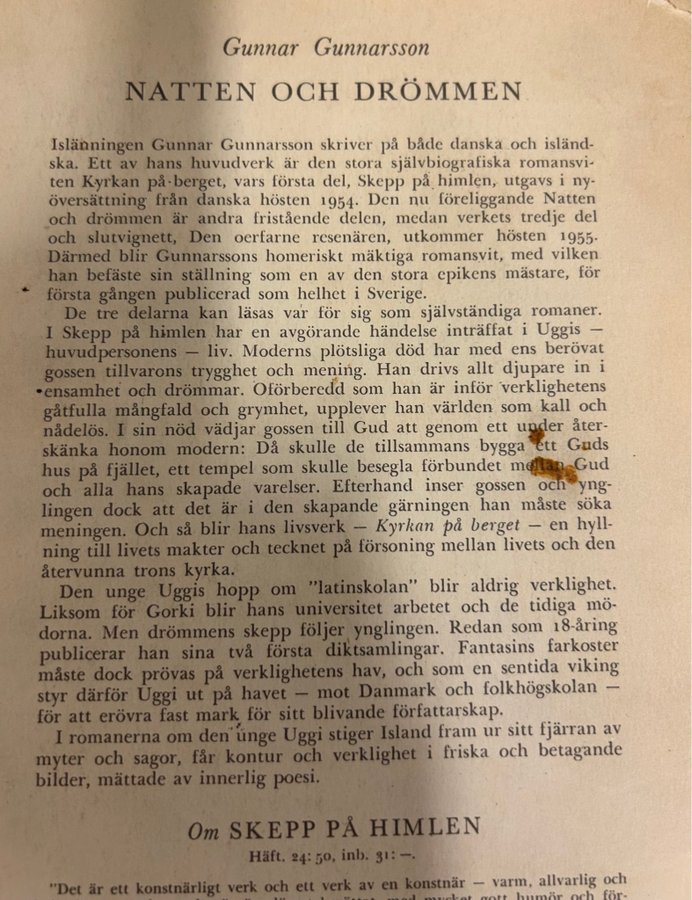 Gunnar Gunnarsson
NATTEN OCH DRÖMMEN
Islänningen Gunnar Gunnarsson skriver på både danska och isländ-
ska. Ett av hans huvudverk är den stora självbiografiska romansvi-
ten Kyrkan på berget, vars första del, Skepp på himlen, utgavs i ny-
översättning från danska hösten 1954. Den nu föreliggande Natten
och drömmen är andra fristående delen, medan verkets tredje del
och slutvignett, Den oerfarne resenären, utkommer hösten 1955.
Därmed blir Gunnarssons homeriskt mäktiga romansvit, med vilken
han befäste sin ställning som en av den stora epikens mästare, för
första gången publicerad som helhet i Sverige.
De tre delarna kan läsas var för sig som självständiga romaner.
I Skepp på himlen har en avgörande händelse inträffat i Uggis —
huvudpersonens — liv. Moderns plötsliga död har med ens berövat
gossen tillvarons trygghet och mening. Han drivs allt djupare in i
ensamhet och drömmar. Oförberedd som han är inför verklighetens
gåtfulla mångfald och grymhet, upplever han världen som kall och
nådelös. I sin nöd vädjar gossen till Gud att genom ett under åter-
skänka honom modern: Då skulle de tillsammans bygga ett Guds
hus på fjället, ett tempel som skulle besegla förbundet mellan Gud
och alla hans skapade varelser. Efterhand inser gossen och yng-
lingen dock att det är i den skapande gärningen han måste söka
meningen. Och så blir hans livsverk — Kyrkan på berget — en hyll-
ning till livets makter och tecknet på försoning mellan livets och den
återvunna trons kyrka.
Den unge Uggis hopp om "latinskolan" blir aldrig verklighet.
Liksom för Gorki blir hans universitet arbetet och de tidiga mö-
dorna. Men drömmens skepp följer ynglingen. Redan som 18-åring
publicerar han sina två första diktsamlingar. Fantasins farkoster
måste dock prövas på verklighetens hav, och som en sentida viking
styr därför Uggi ut på havet — mot Danmark och folkhögskolan —
för att erövra fast mark för sitt blivande författarskap.
I romanerna om den unge Uggi stiger Island fram ur sitt fjärran av
myter och sagor, får kontur och verklighet i friska och betagande
bilder, mättade av innerlig poesi.
Om SKEPP PÅ HIMLEN
Häft. 24: 50, inb. 31: —.
"Det är ett konstnärligt verk och ett verk av en konstnär — varm, allvarlig och
med mycket gott humör och för-